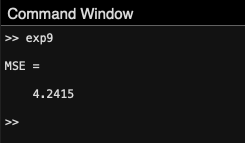 Command Window
>> exp9
MSE =
4.2415
>>